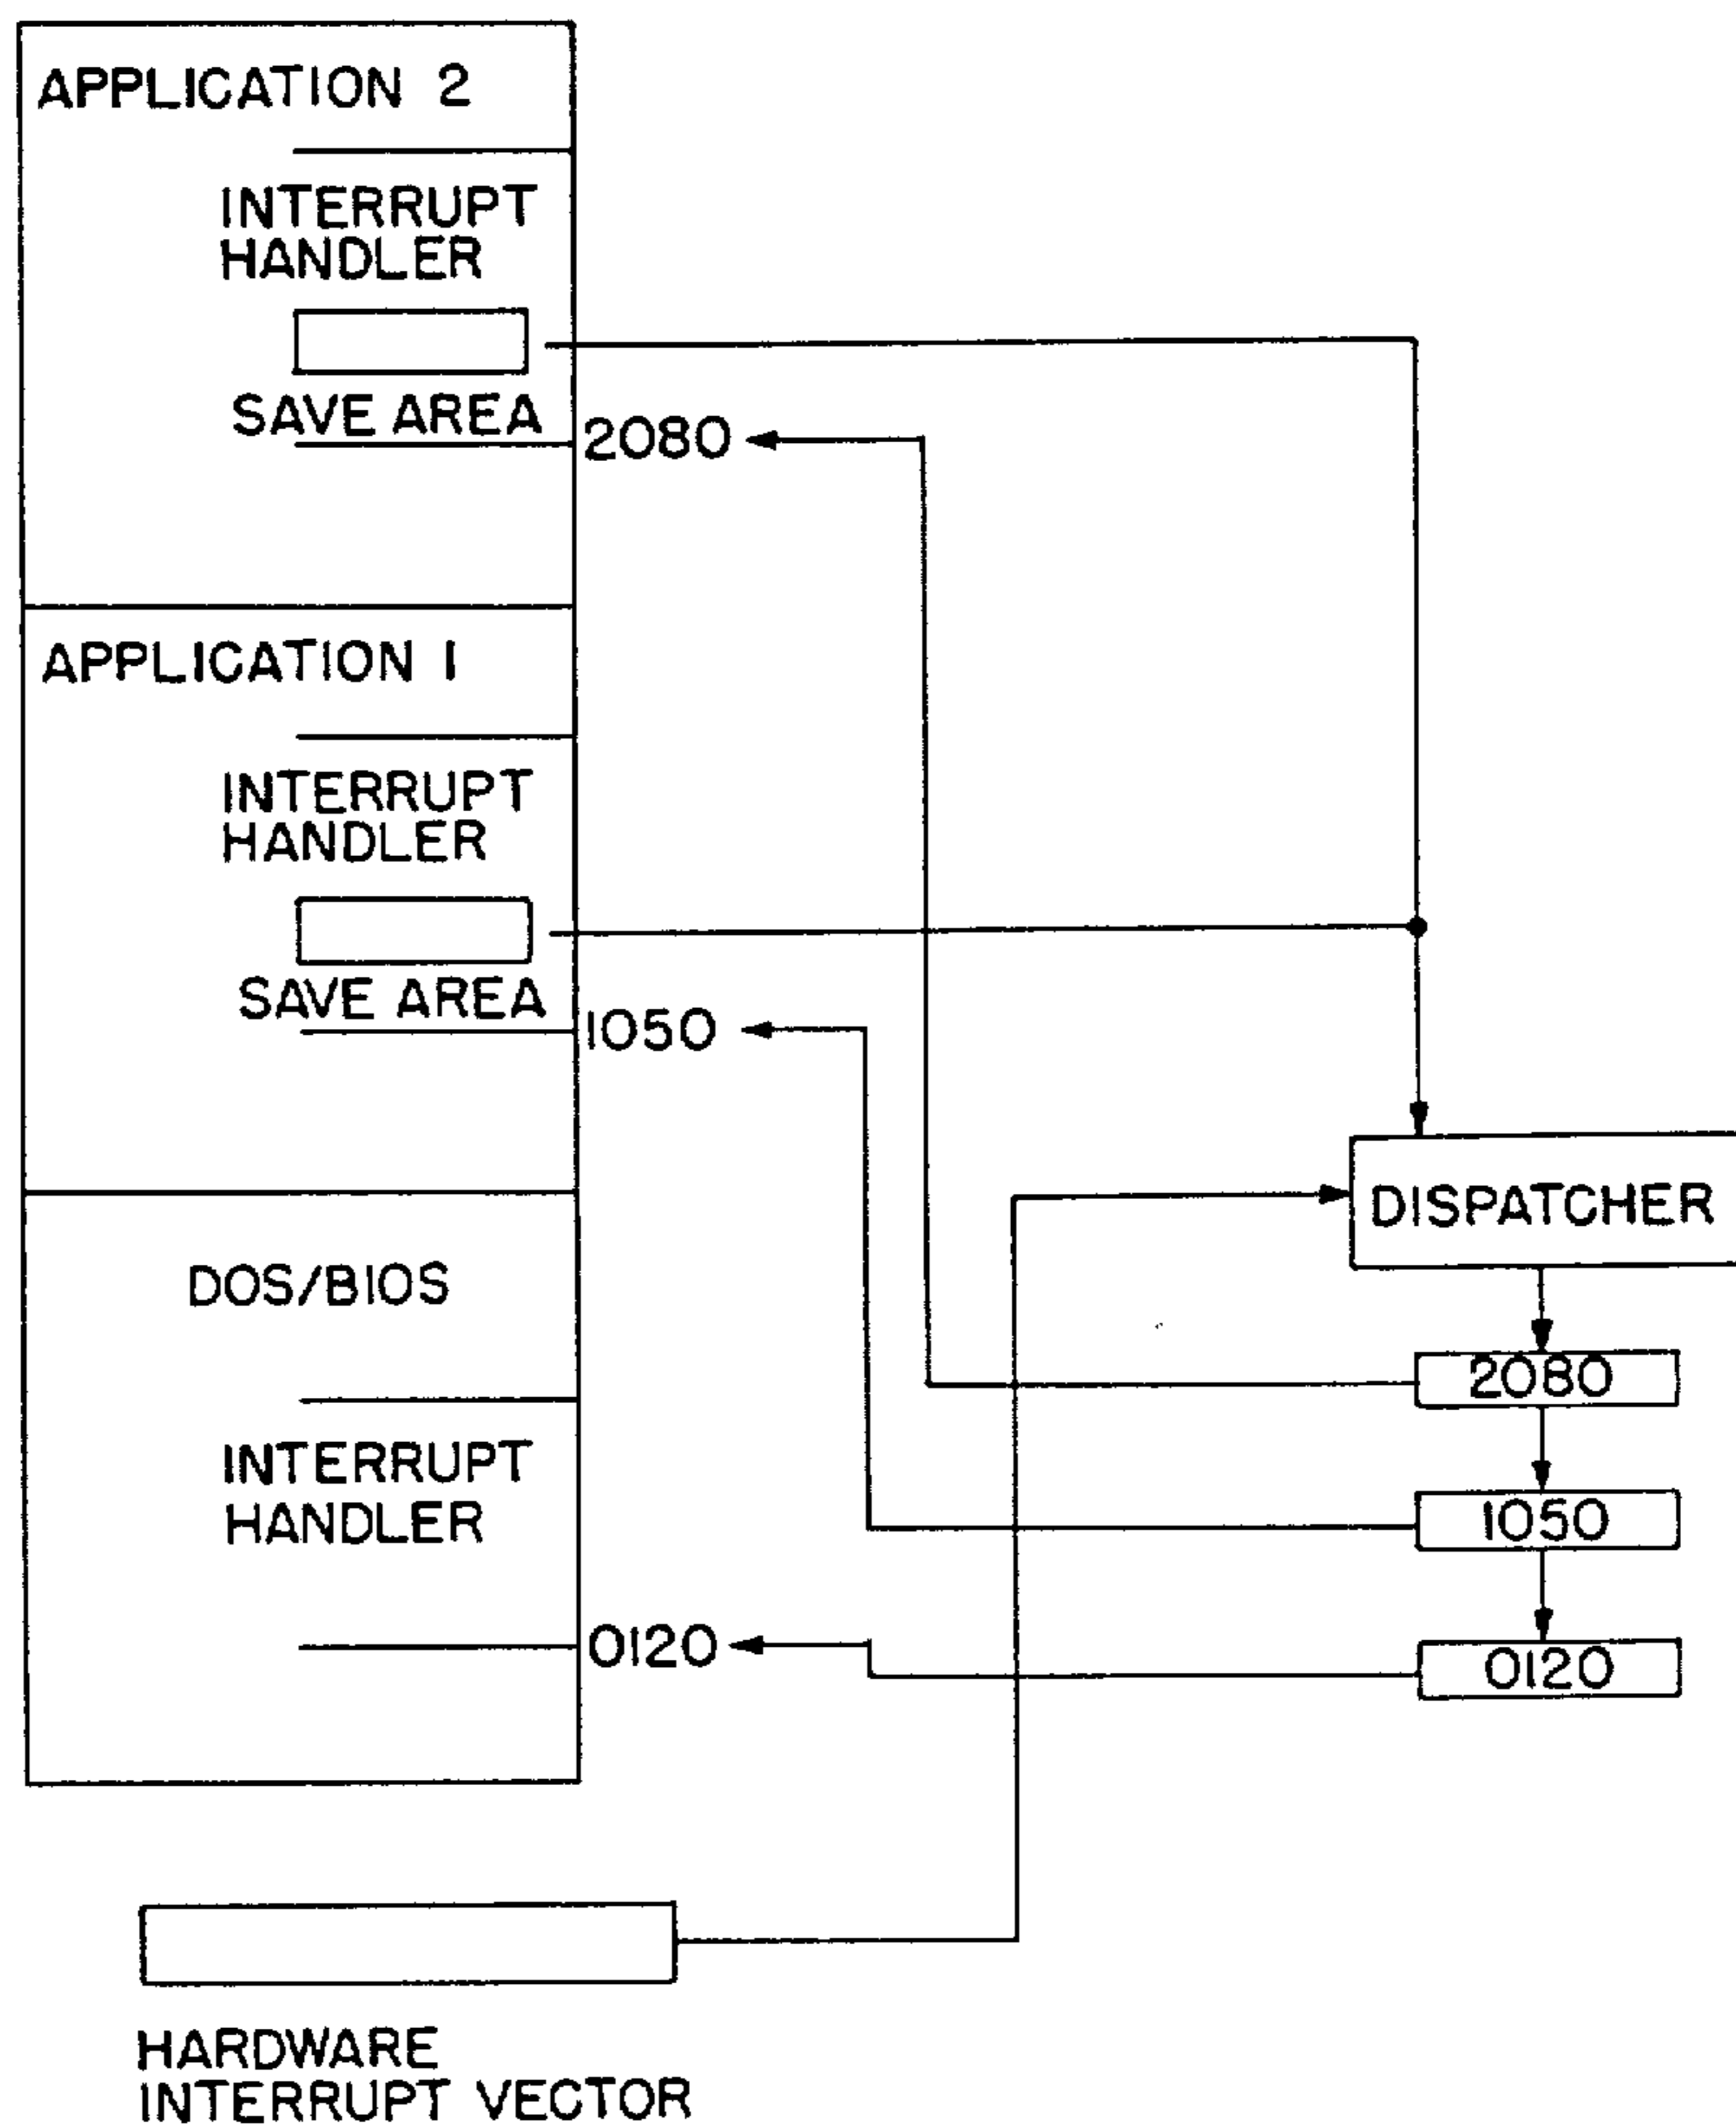 APPLICATION 2
INTERRUPT
HANDLER
SAVE AREA
2080
APPLICATION 1
INTERRUPT
HANDLER
SAVE AREA
1050
DISPATCHER
DOS/BIOS
2080
INTERRUPT
HANDLER
1050
0120
0120
HARDWARE
INTERRUPT VECTOR